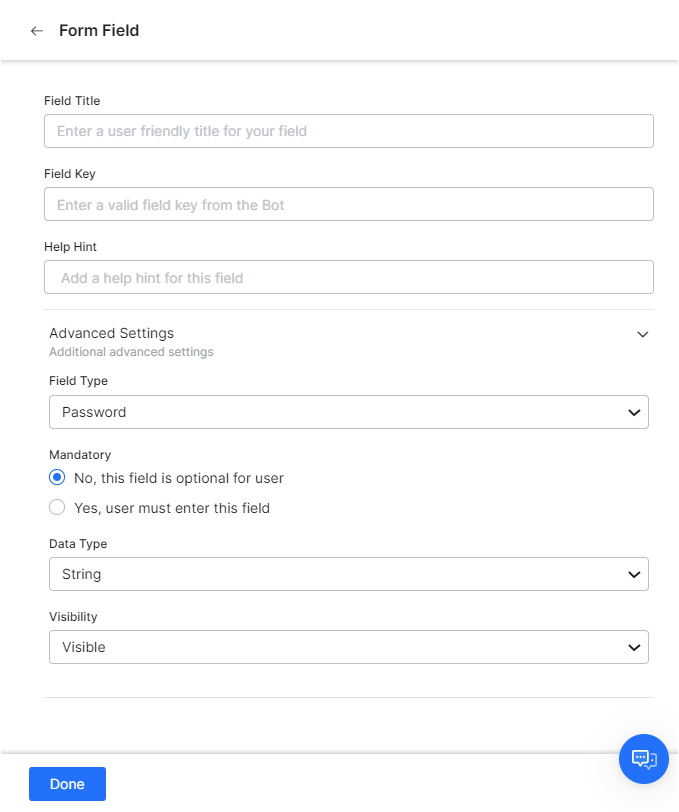 Form Field
Field Title
Enter a user friendly title for your field
Field Key
Enter a valid field key from the Bot
Help Hint
Add a help hint for this field
Advanced Settings
Additional advanced settings
Field Type
Password
Mandatory
No, this field is optional for user
Yes, user must enter this field
Data Type
String
Visibility
Visible
Done